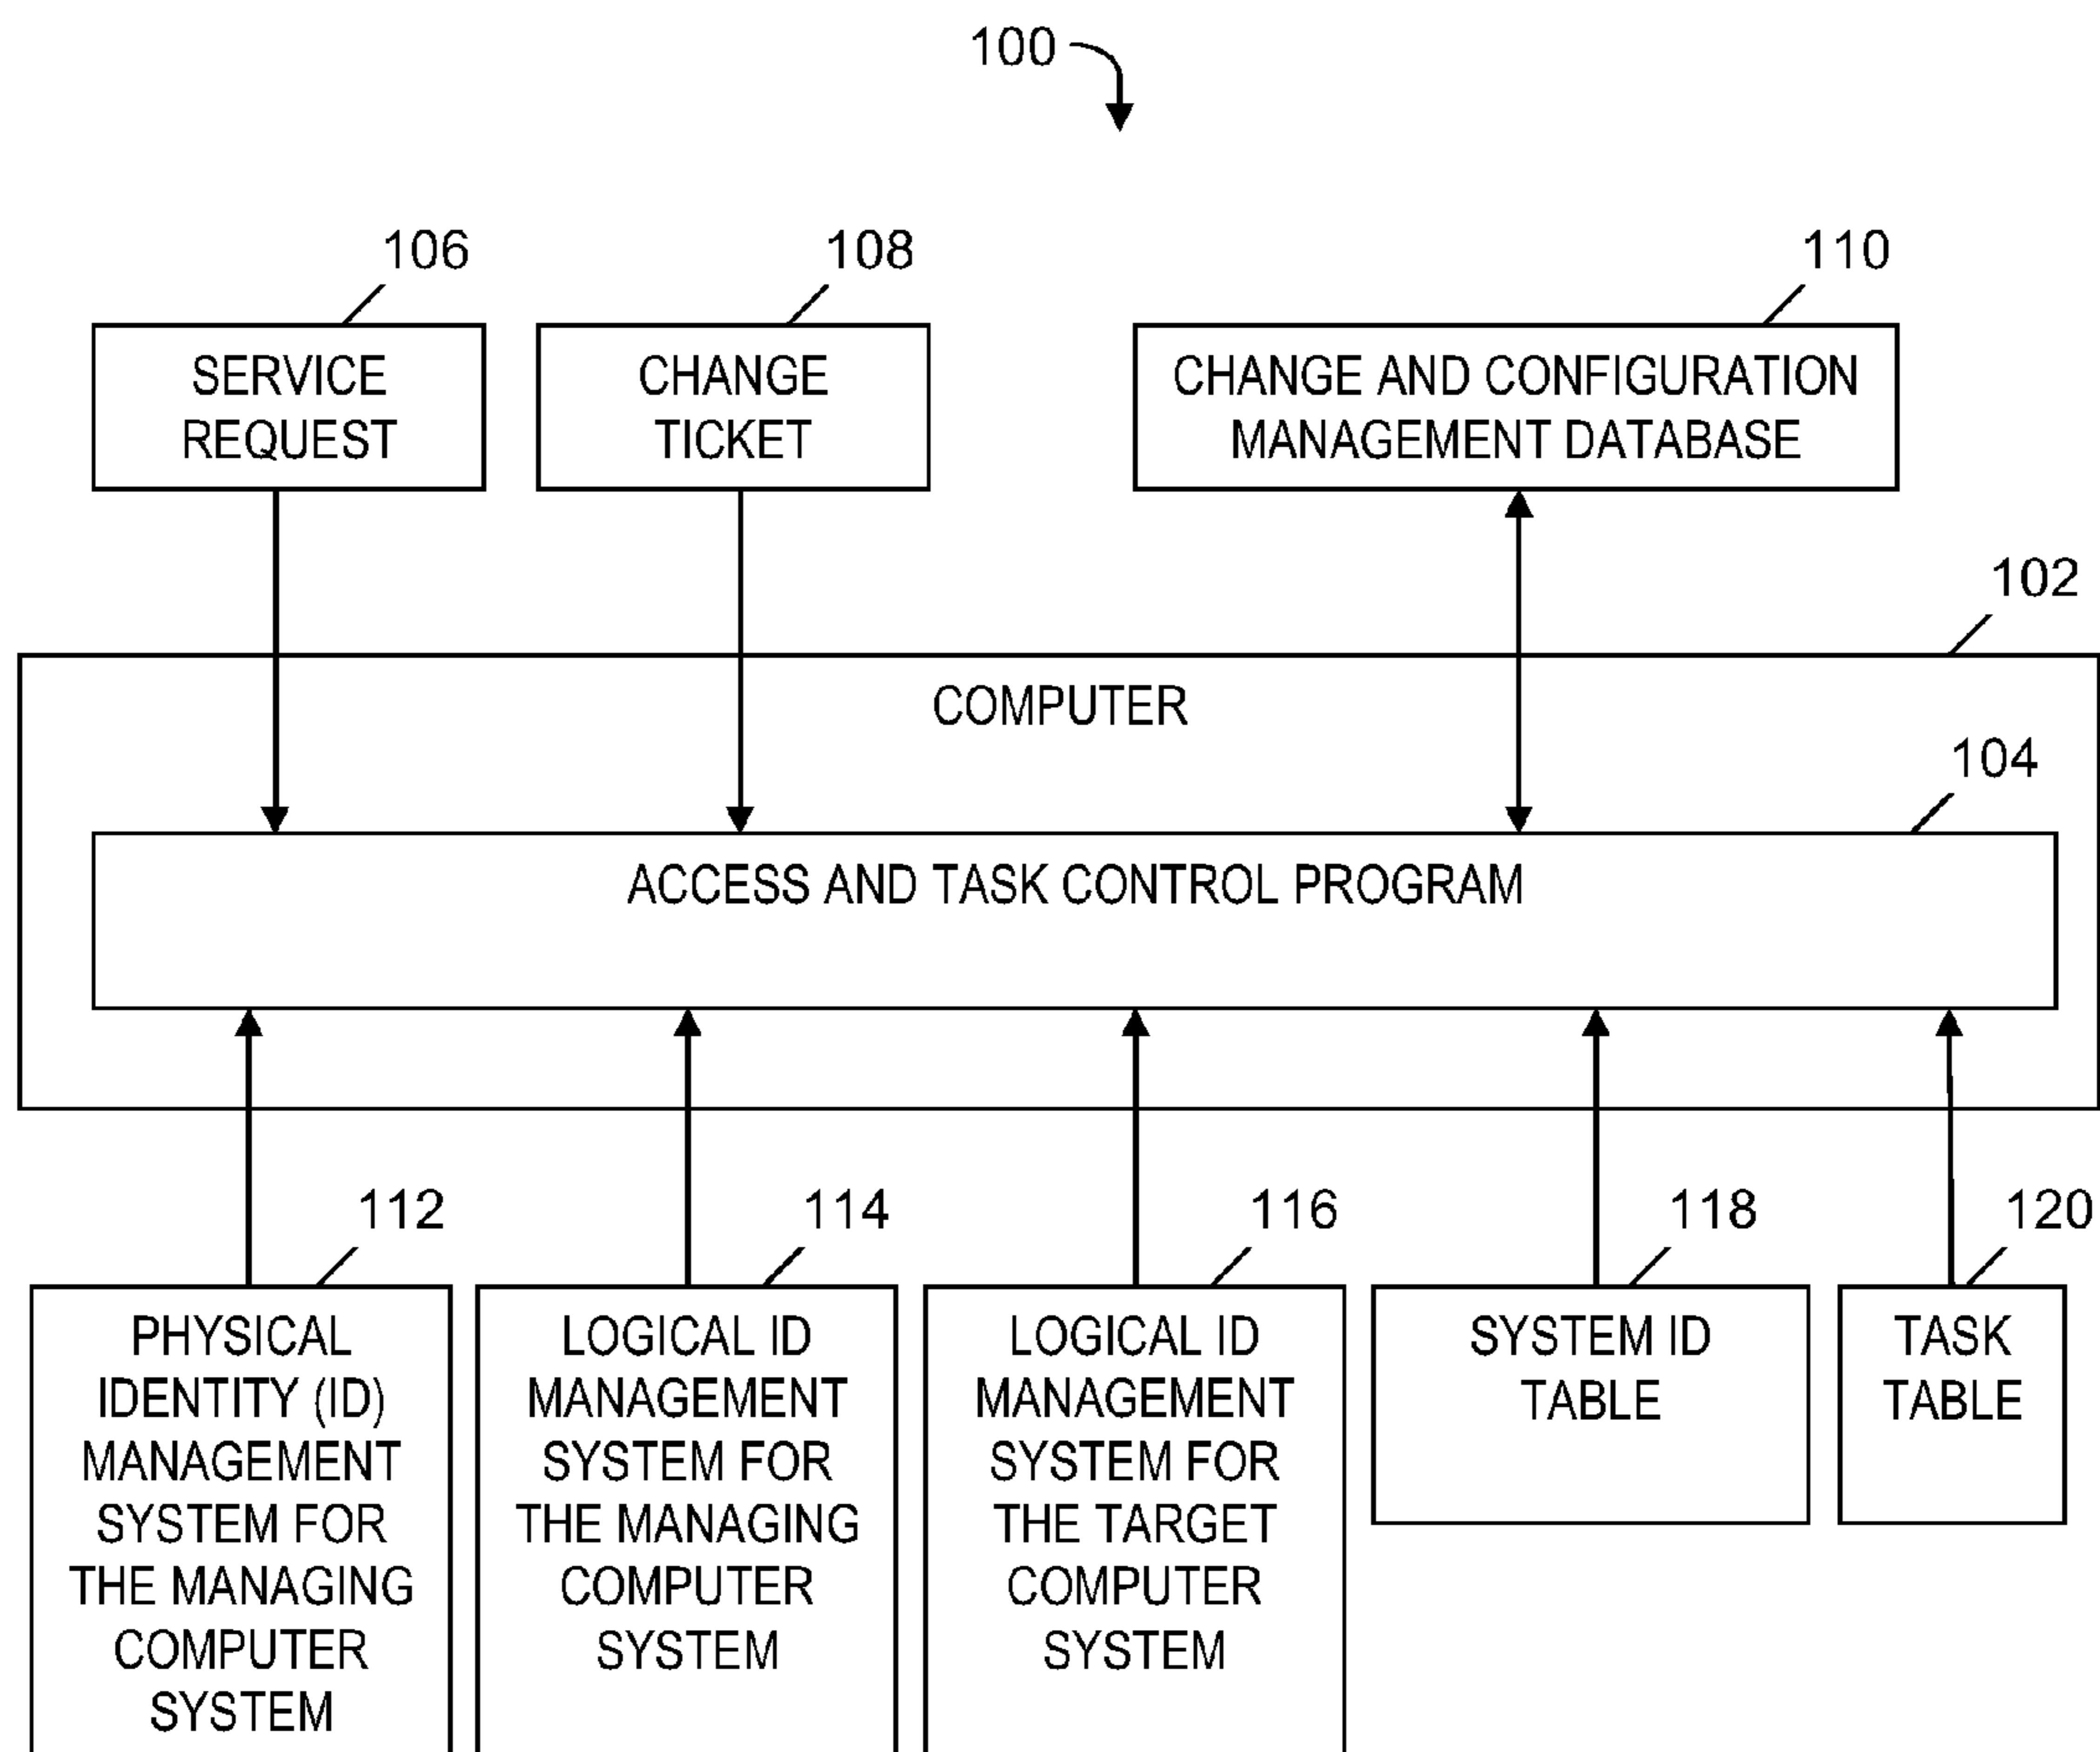 100
106
108
110
SERVICE
REQUEST
CHANGE
TICKET
CHANGE AND CONFIGURATION
MANAGEMENT DATABASE
102
COMPUTER
104
ACCESS AND TASK CONTROL PROGRAM
112
114
116
118
120
PHYSICAL
IDENTITY (ID)
MANAGEMENT
SYSTEM FOR
THE MANAGING
COMPUTER
SYSTEM
LOGICAL ID
MANAGEMENT
SYSTEM FOR
THE MANAGING
COMPUTER
SYSTEM
LOGICAL ID
MANAGEMENT
SYSTEM FOR
THE TARGET
COMPUTER
SYSTEM
SYSTEM ID
TABLE
TASK
TABLE